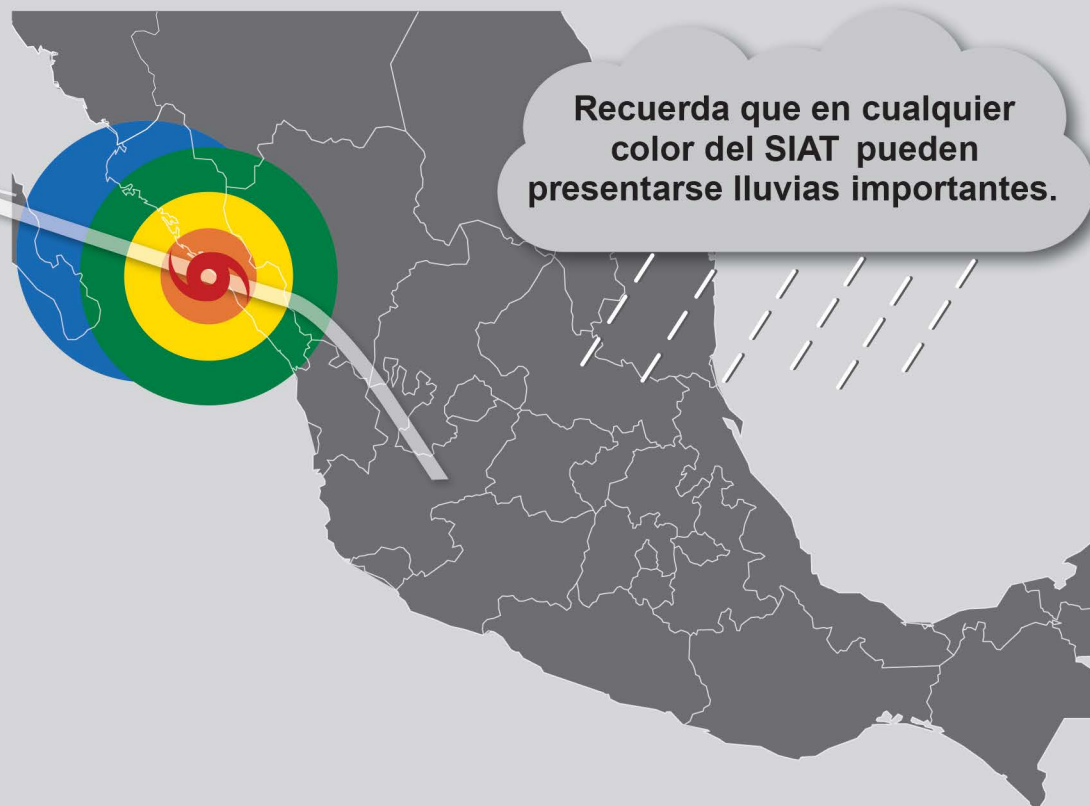 Recuerda que en cualquier
color del SIAT pueden
presentarse lluvias importantes.